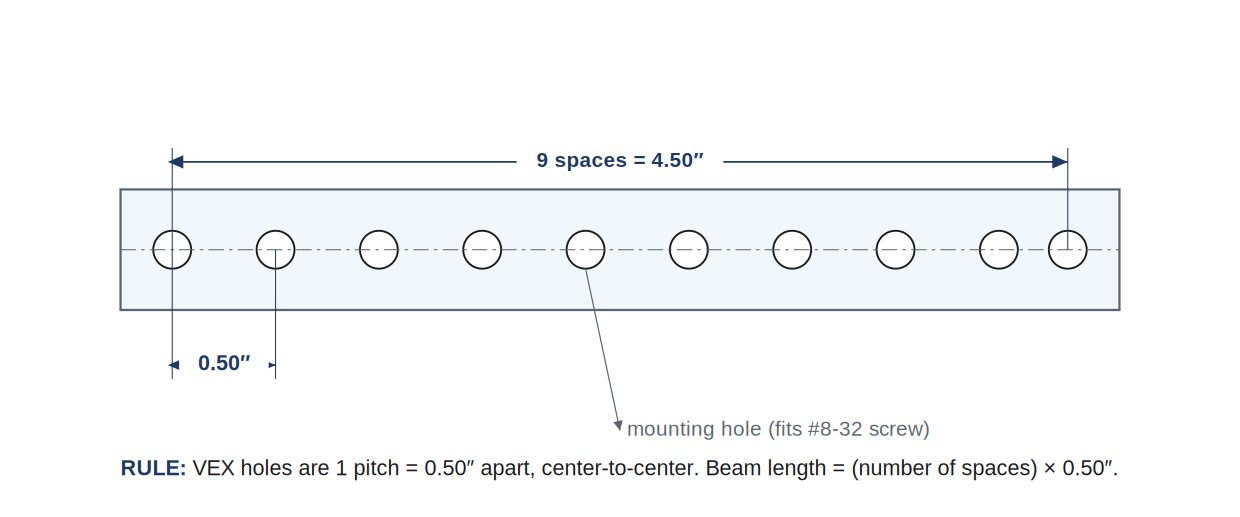 9 spaces = 4.50″
0.50″
mounting hole (fits #8-32 screw)
RULE: VEX holes are 1 pitch = 0.50″ apart, center-to-center. Beam length = (number of spaces) × 0.50″.